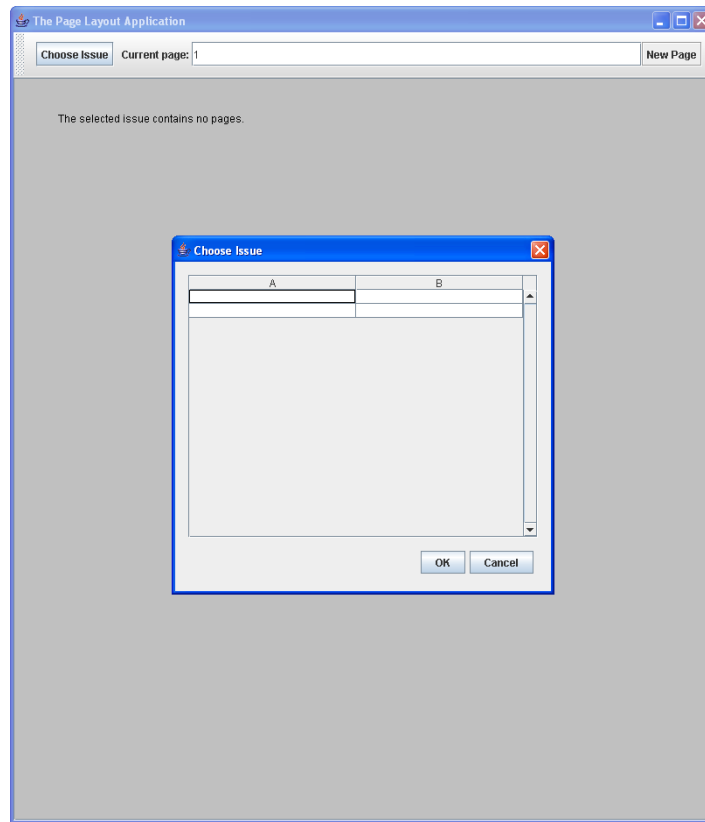 The Page Layout Application
Choose Issue Current page: 1 New Page
The selected issue contains no pages.
Choose Issue
A B
OK Cancel